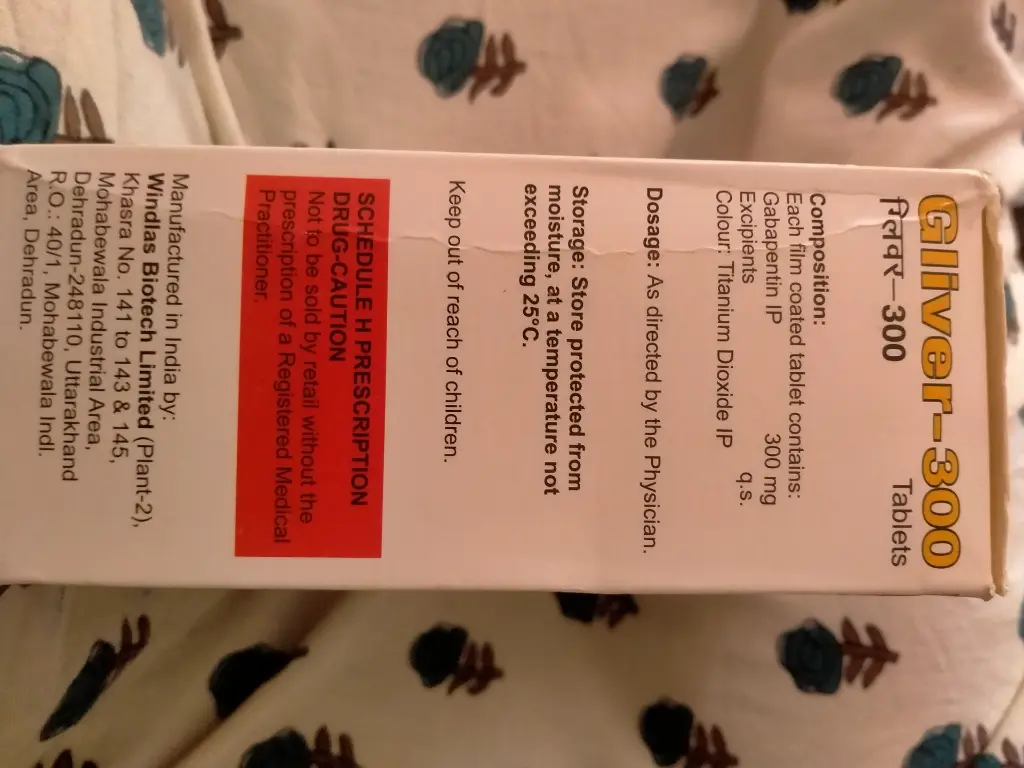 Gliver-300
गिलवर–300 Tablets
Composition:
Each film coated tablet contains:
Gabapentin IP 300 mg
Excipients q.s.
Colour: Titanium Dioxide IP
Dosage: As directed by the Physician.
Storage: Store protected from
moisture, at a temperature not
exceeding 25°C.
Keep out of reach of children.
SCHEDULE H PRESCRIPTION
DRUG-CAUTION
Not to be sold by retail without the
prescription of a Registered Medical
Practitioner.
Manufactured in India by:
Windlas Biotech Limited (Plant-2),
Khasra No. 141 to 143 & 145,
Mohabewala Industrial Area,
Dehradun-248110, Uttarakhand
R.O.: 40/1, Mohabewala Indl.
Area, Dehradun.